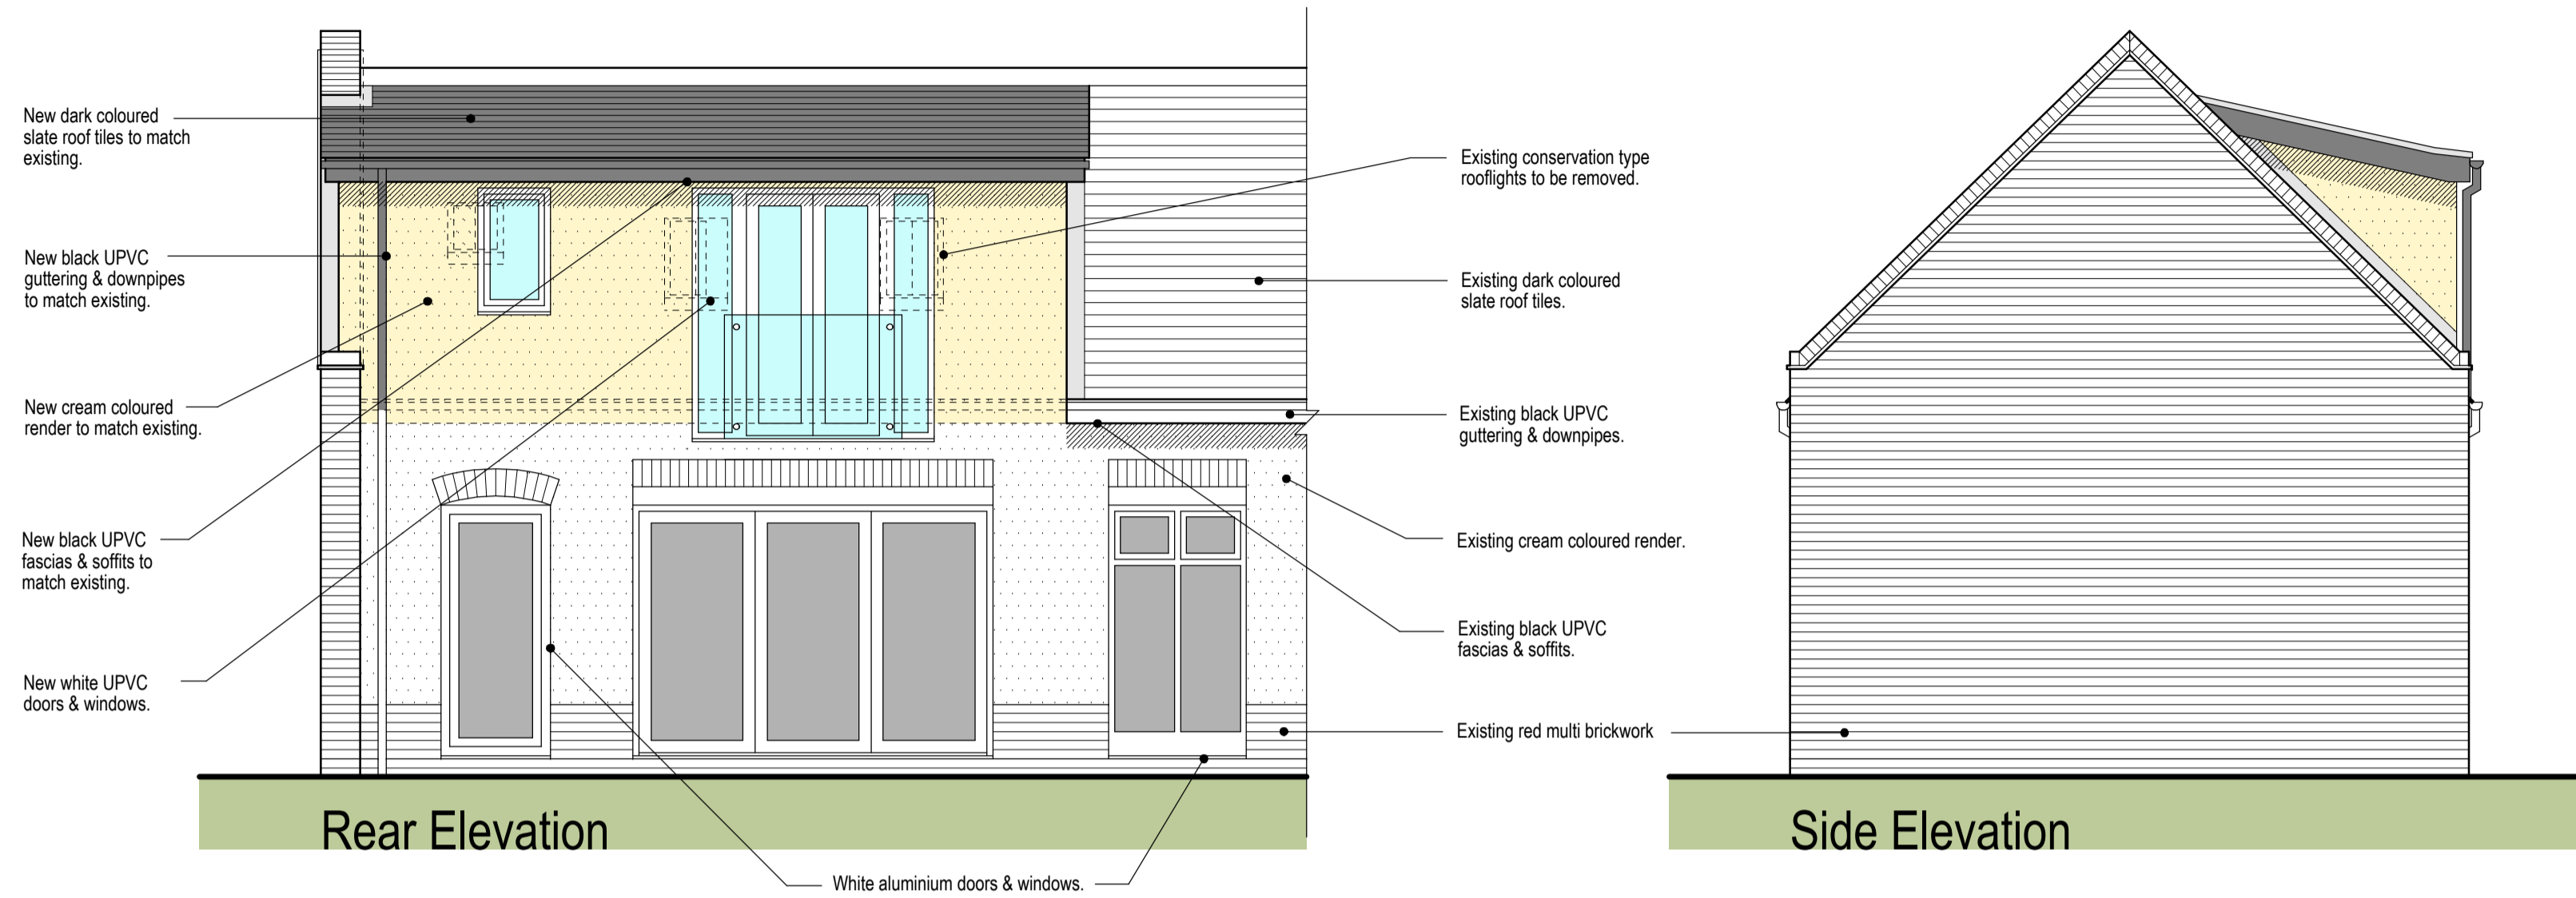 New dark coloured
slate roof tiles to match
existing.
New black UPVC
guttering & downpipes
to match existing.
New cream coloured
render to match existing.
New black UPVC
fascias & soffits to
match existing.
New white UPVC
doors & windows.
Existing conservation type
rooflights to be removed.
Existing dark coloured
slate roof tiles.
Existing black UPVC
guttering & downpipes.
Existing cream coloured render.
Existing black UPVC
fascias & soffits.
Existing red multi brickwork
Rear Elevation
Side Elevation
White aluminium doors & windows.